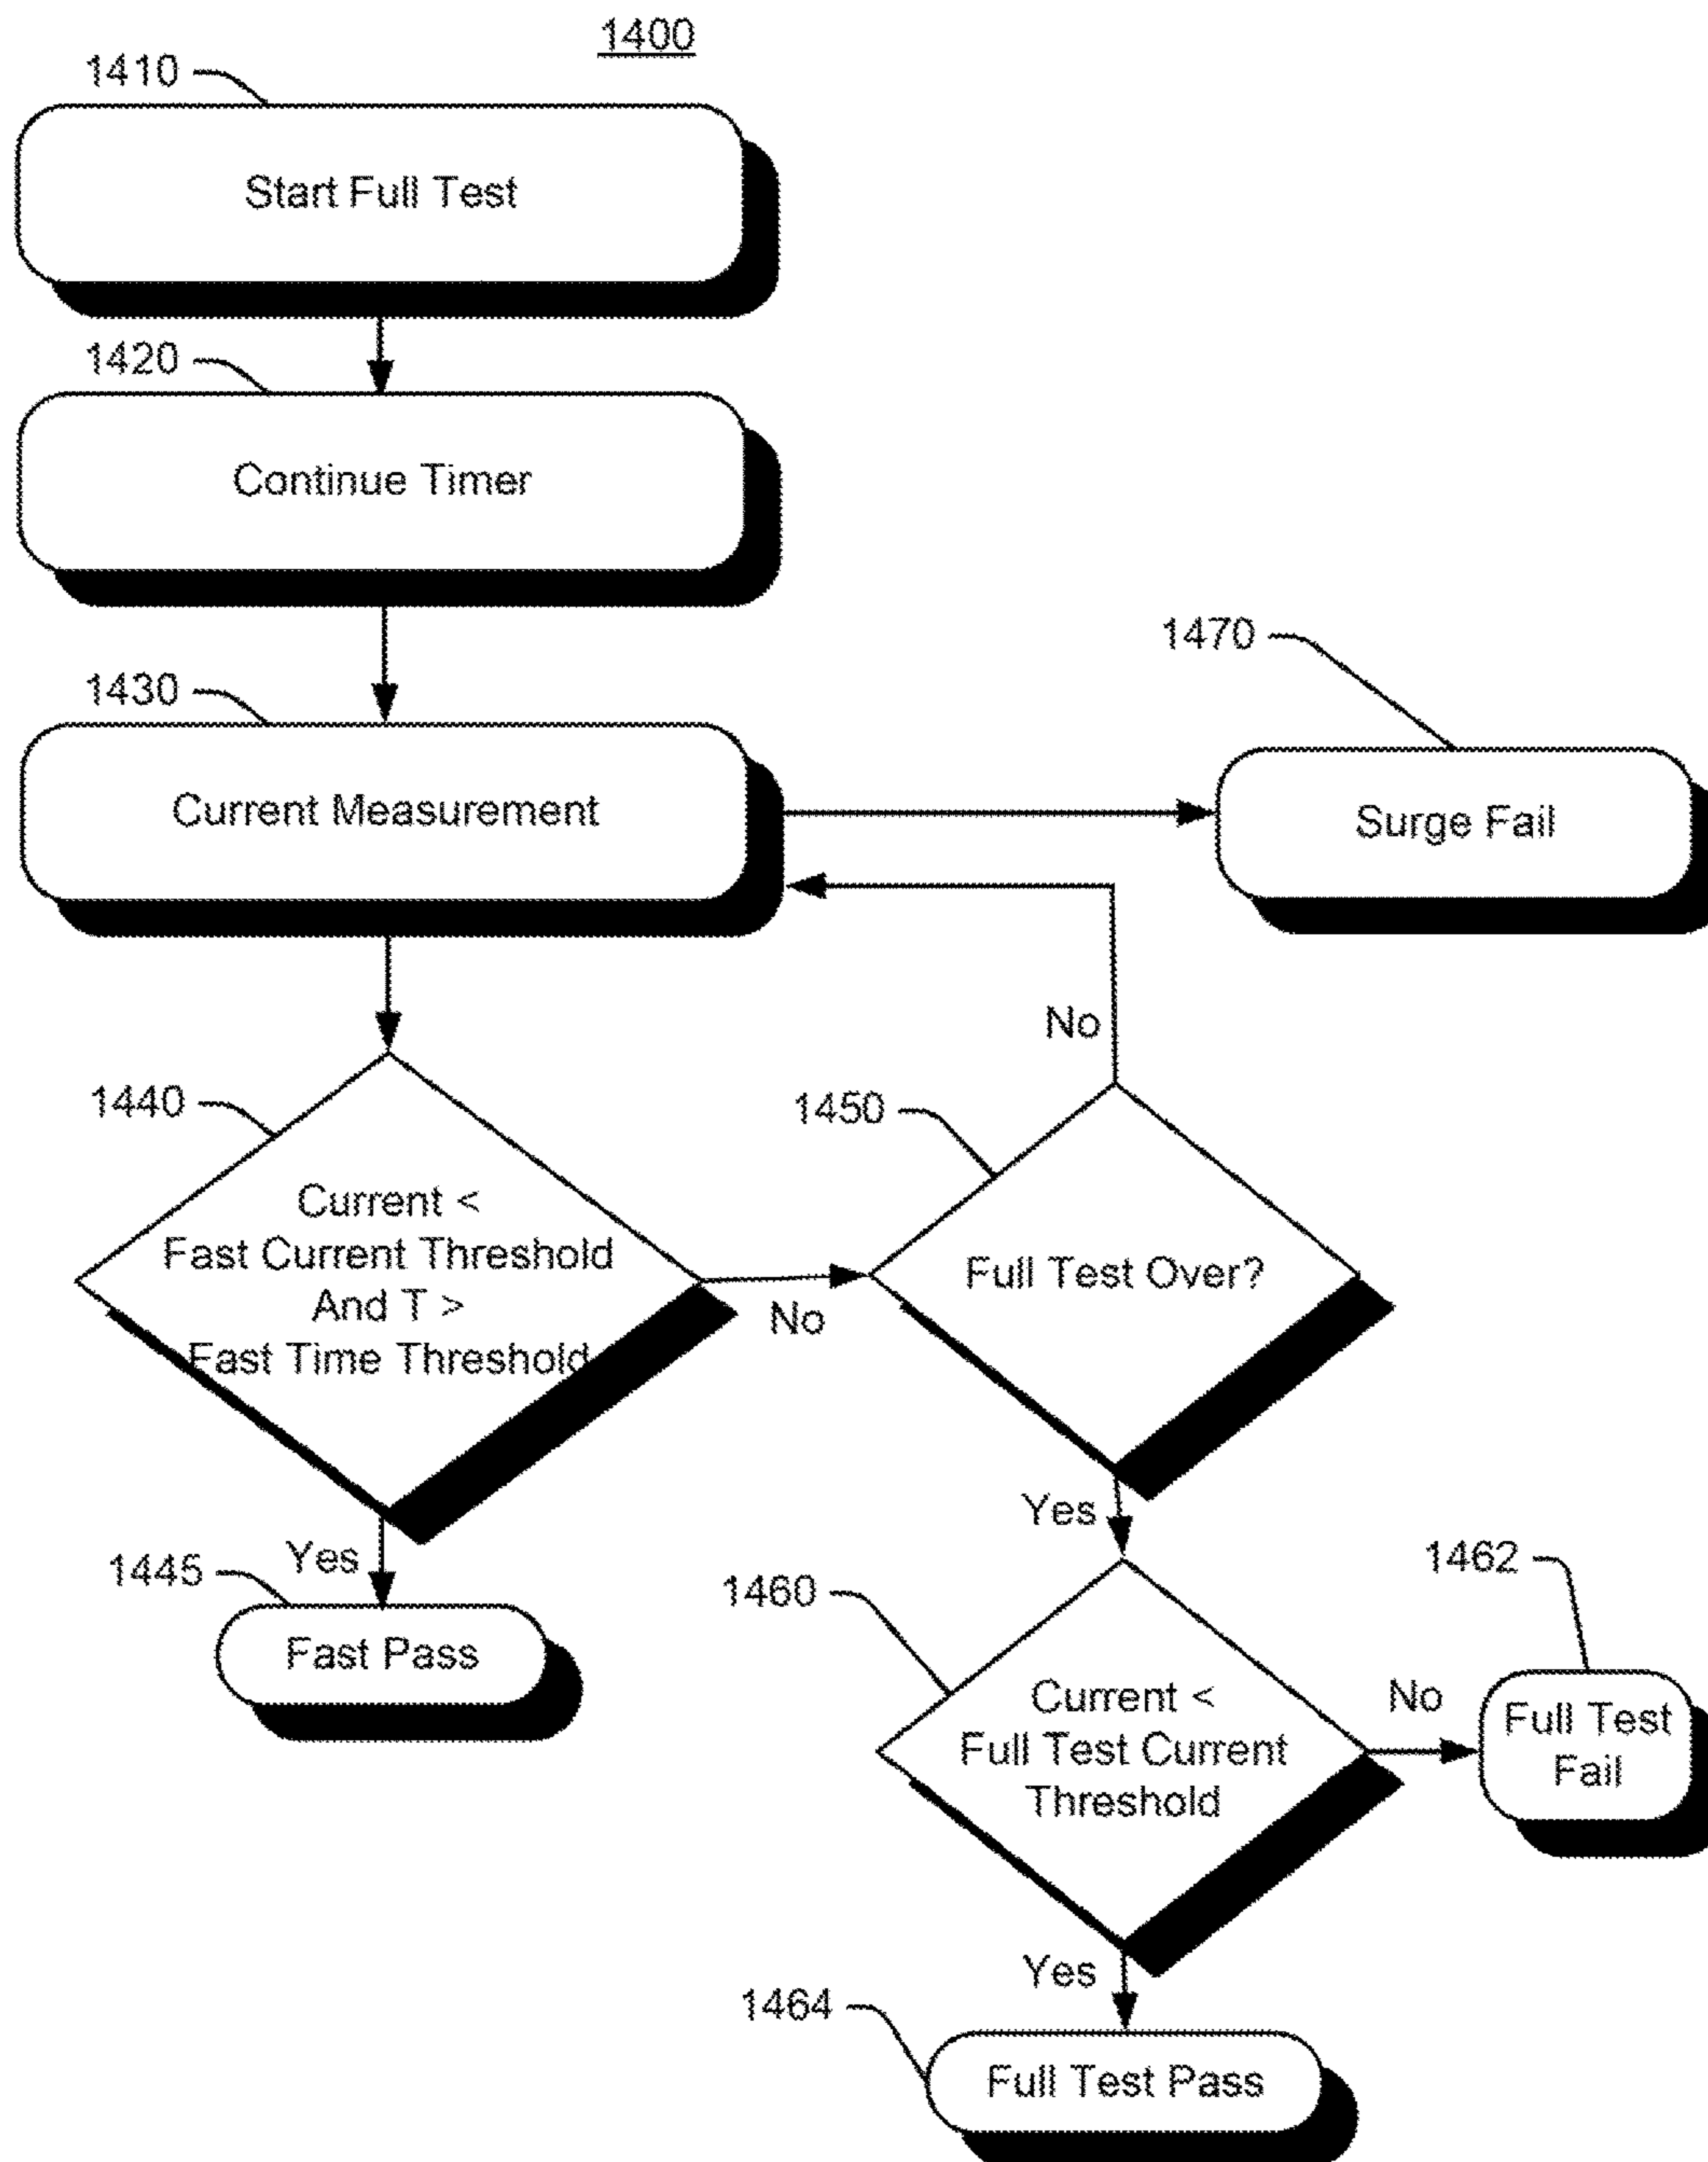 1400
1410
Start Full Test
1420
Continue Timer
1430
Current Measurement
1470
Surge Fail
No
1440
Current <
Fast Current Threshold
And T >
Fast Time Threshold
No
1450
Full Test Over?
Yes
1445
Fast Pass
Yes
1460
Current <
Full Test Current
Threshold
No
1462
Full Test
Fail
Yes
1464
Full Test Pass